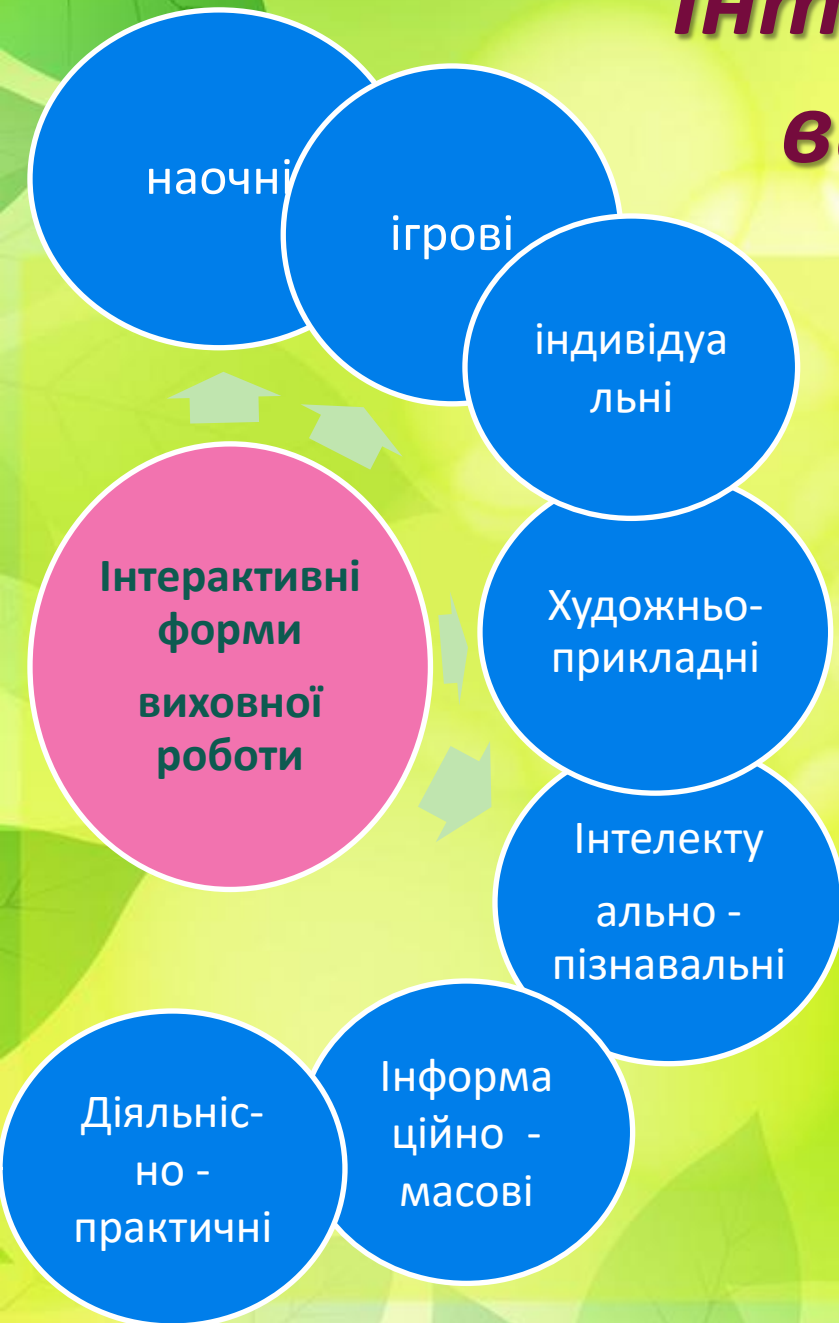 наочні
ігрові
індивідуа
льні
Інтерактивні
форми
виховної
роботи
Художньо-
прикладні
Інтелекту
ально -
пізнавальні
Інформа
ційно -
масові
Діяльніс-
но -
практичні